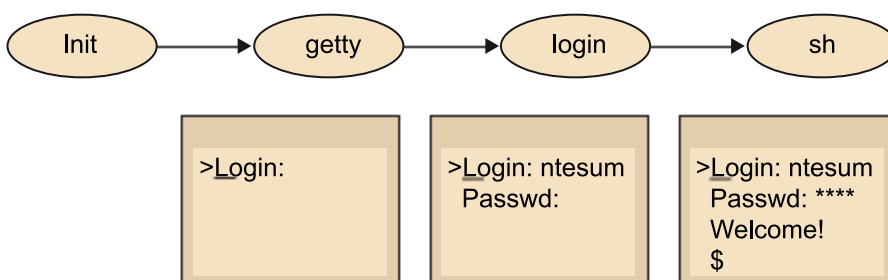 Init
getty
login
sh
>Login:
>Login: ntesum
Passwd:
>Login: ntesum
Passwd: ****
Welcome!
$